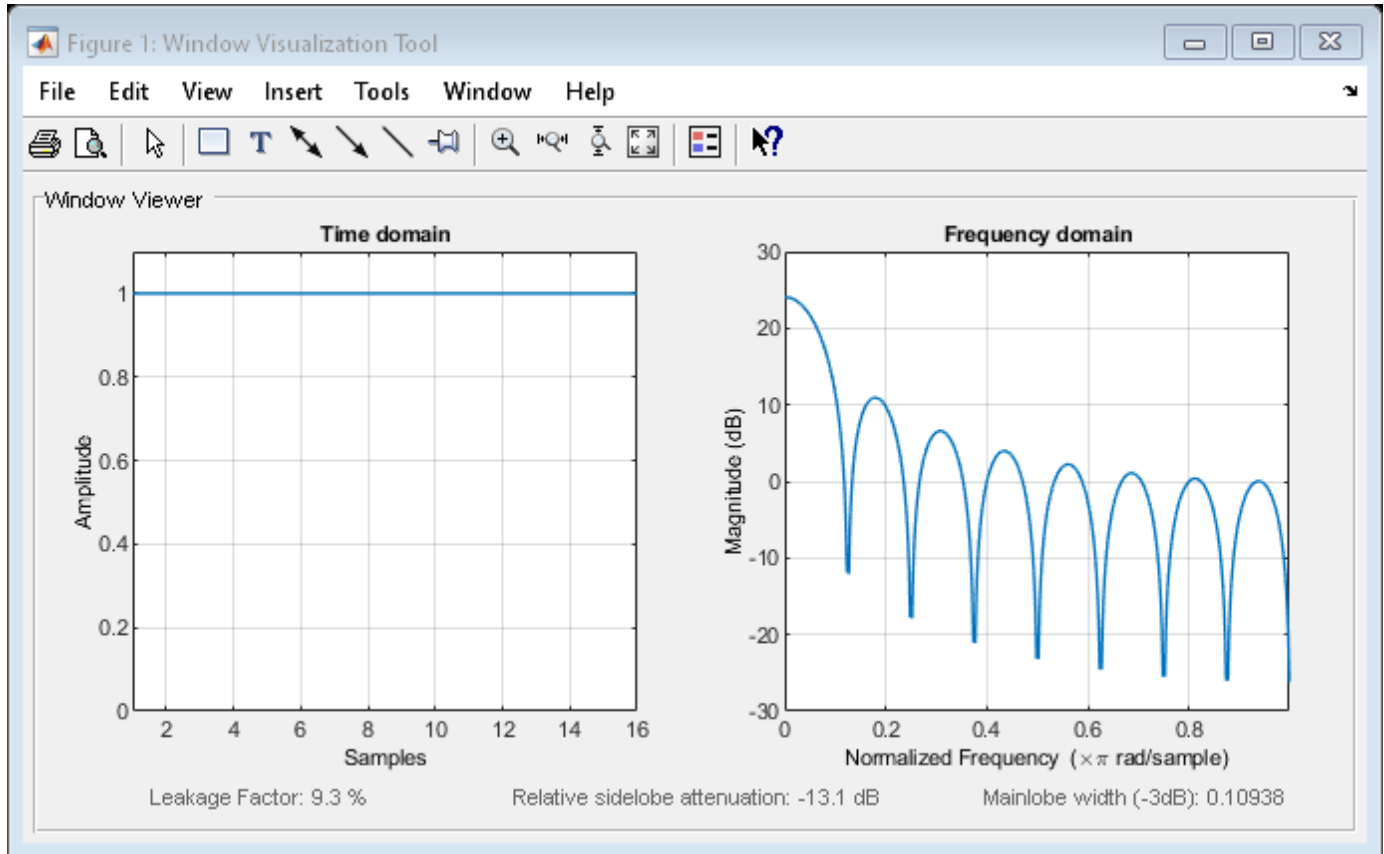 Figure 1: Window Visualization Tool
File Edit View Insert Tools Window Help
T
?
Window Viewer
Time domain
1
0.8
0.6
0.4
0.2
0
Amplitude
2 4 6 8 10 12 14 16
Samples
Frequency domain
30
20
10
0
-10
-20
-30
Magnitude (dB)
0 0.2 0.4 0.6 0.8
Normalized Frequency (×π rad/sample)
Leakage Factor: 9.3 % Relative sidelobe attenuation: -13.1 dB Mainlobe width (-3dB): 0.10938